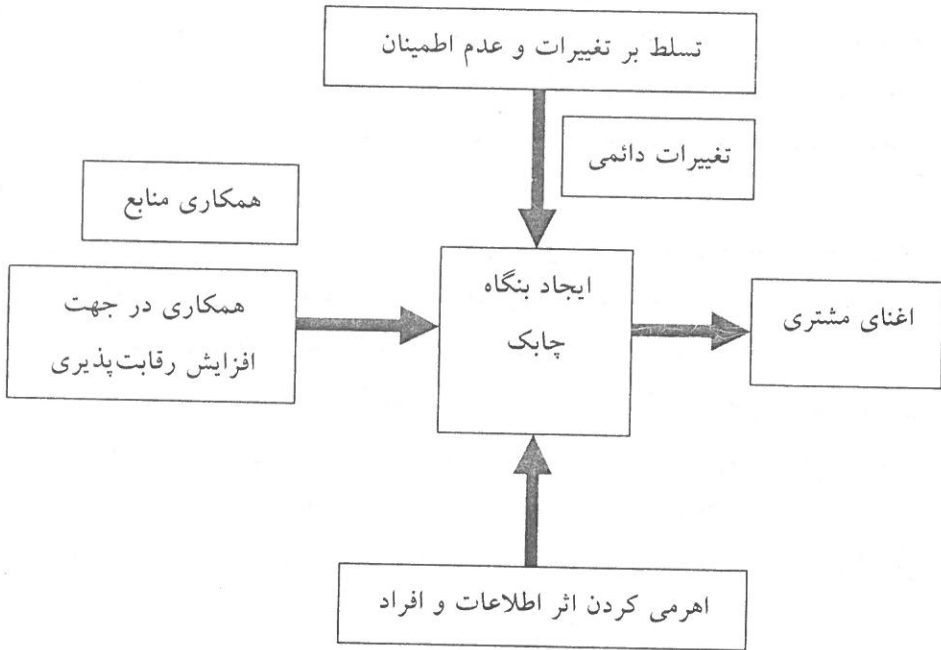 تسلط بر تغییرات و عدم اطمینان
تغییرات دائمی
همکاری منابع
همکاری در جهت
افزایش رقابت‌پذیری
ایجاد بنگاه
چابک
اغنای مشتری
اهرمی کردن اثر اطلاعات و افراد